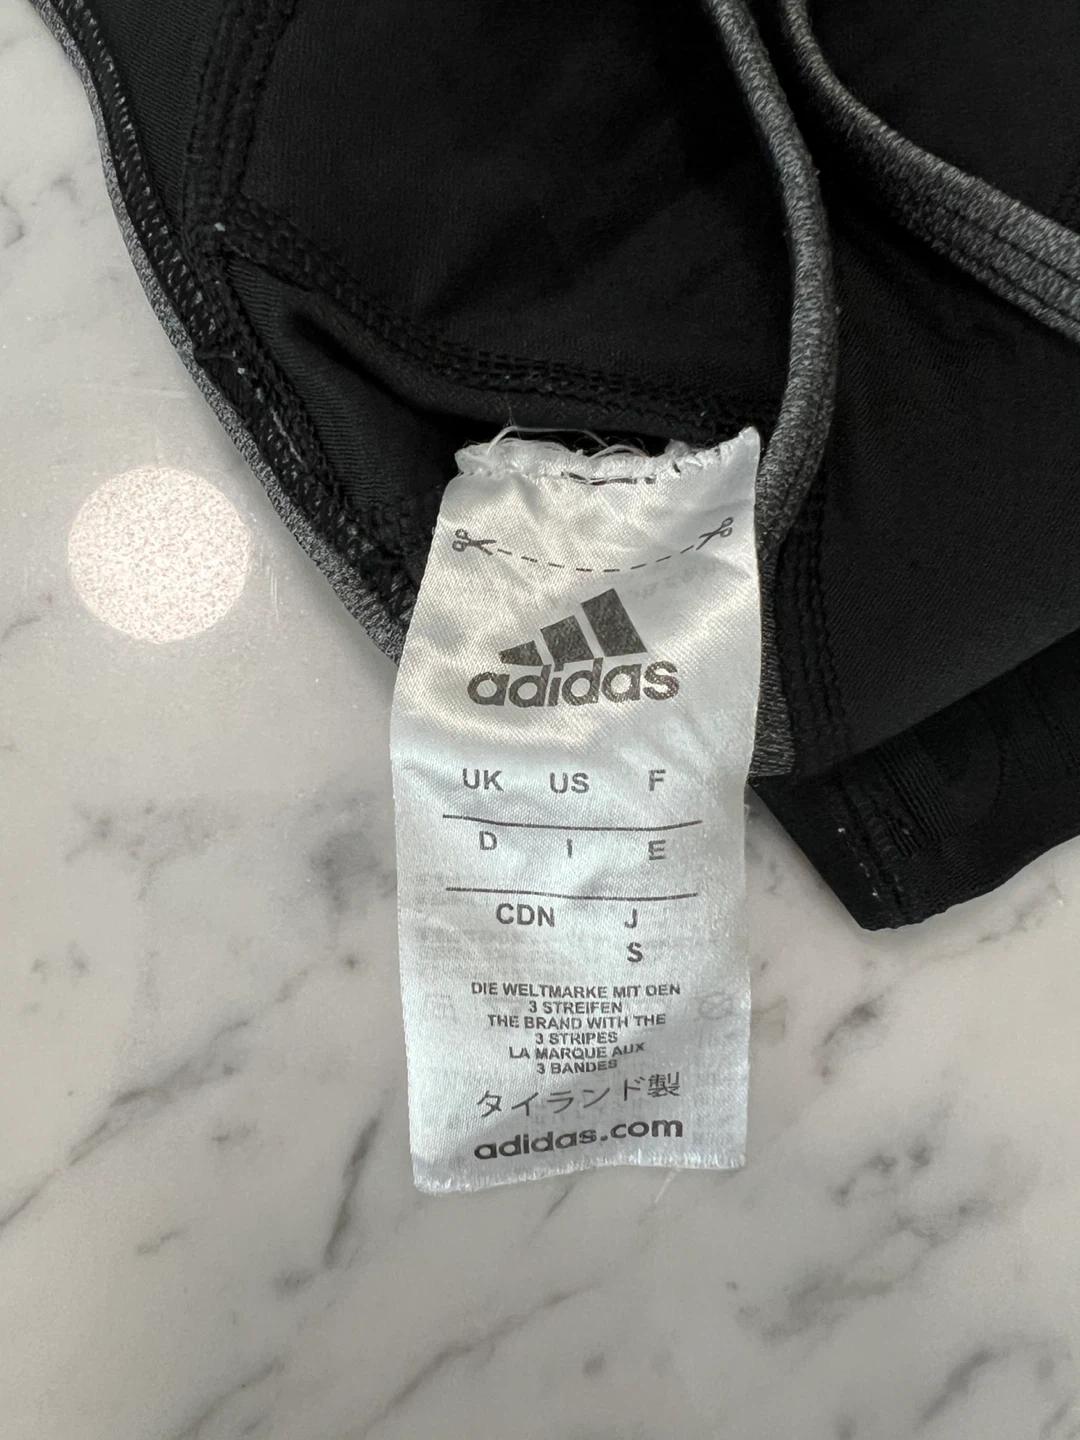 adidas
UK US F
D I E
CDN J
S
DIE WELTMARKE MIT DEN
3 STREIFEN
THE BRAND WITH THE
3 STRIPES
LA MARQUE AUX
3 BANDES
タイランド製
adidas.com